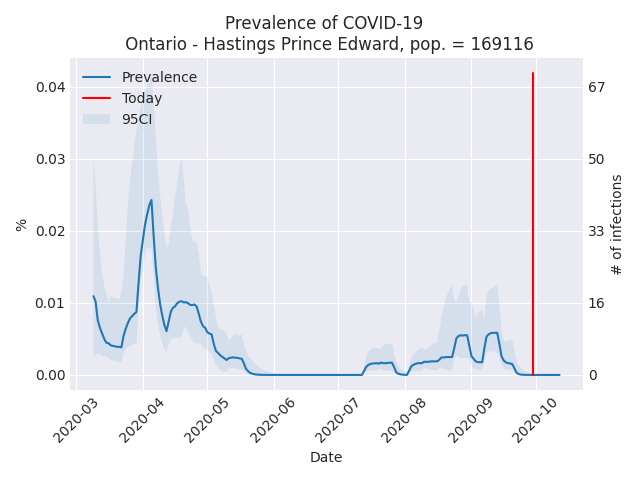 Prevalence of COVID-19
Ontario - Hastings Prince Edward, pop. = 169116
Prevalence
Today
95CI
%
0.04
0.03
0.02
0.01
0.00
67
50
33
16
0
# of infections
2020-03
2020-04
2020-05
2020-06
2020-07
2020-08
2020-09
2020-10
Date